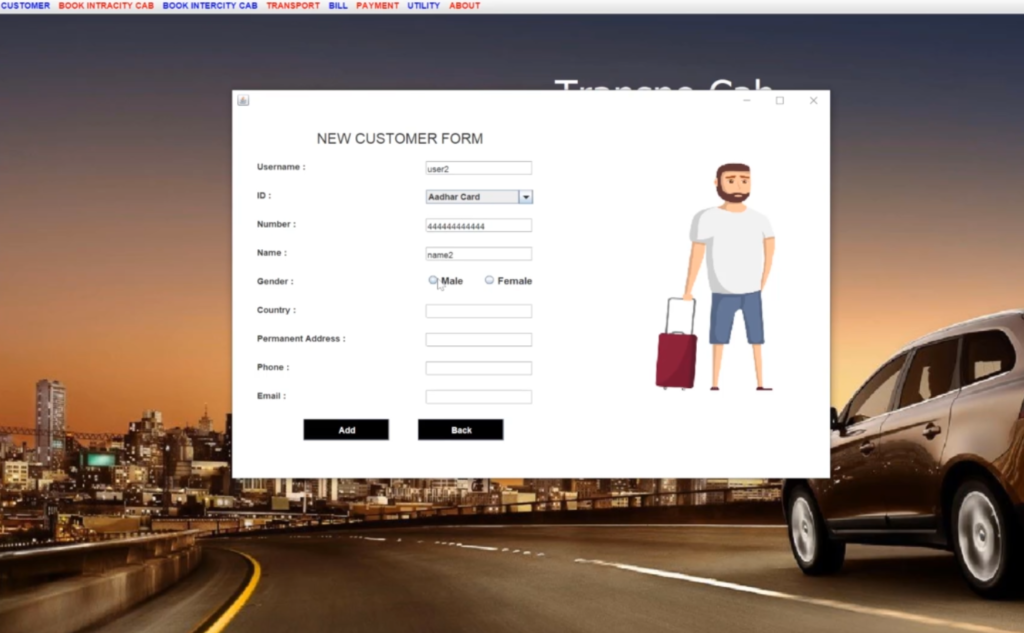 CUSTOMER BOOK INTRACITY CAB BOOK INTERCITY CAB TRANSPORT BILL PAYMENT UTILITY ABOUT
NEW CUSTOMER FORM
Username : user2
ID : Aadhar Card
Number : 444444444444
Name : name2
Gender : Male Female
Country :
Permanent Address :
Phone :
Email :
Add Back